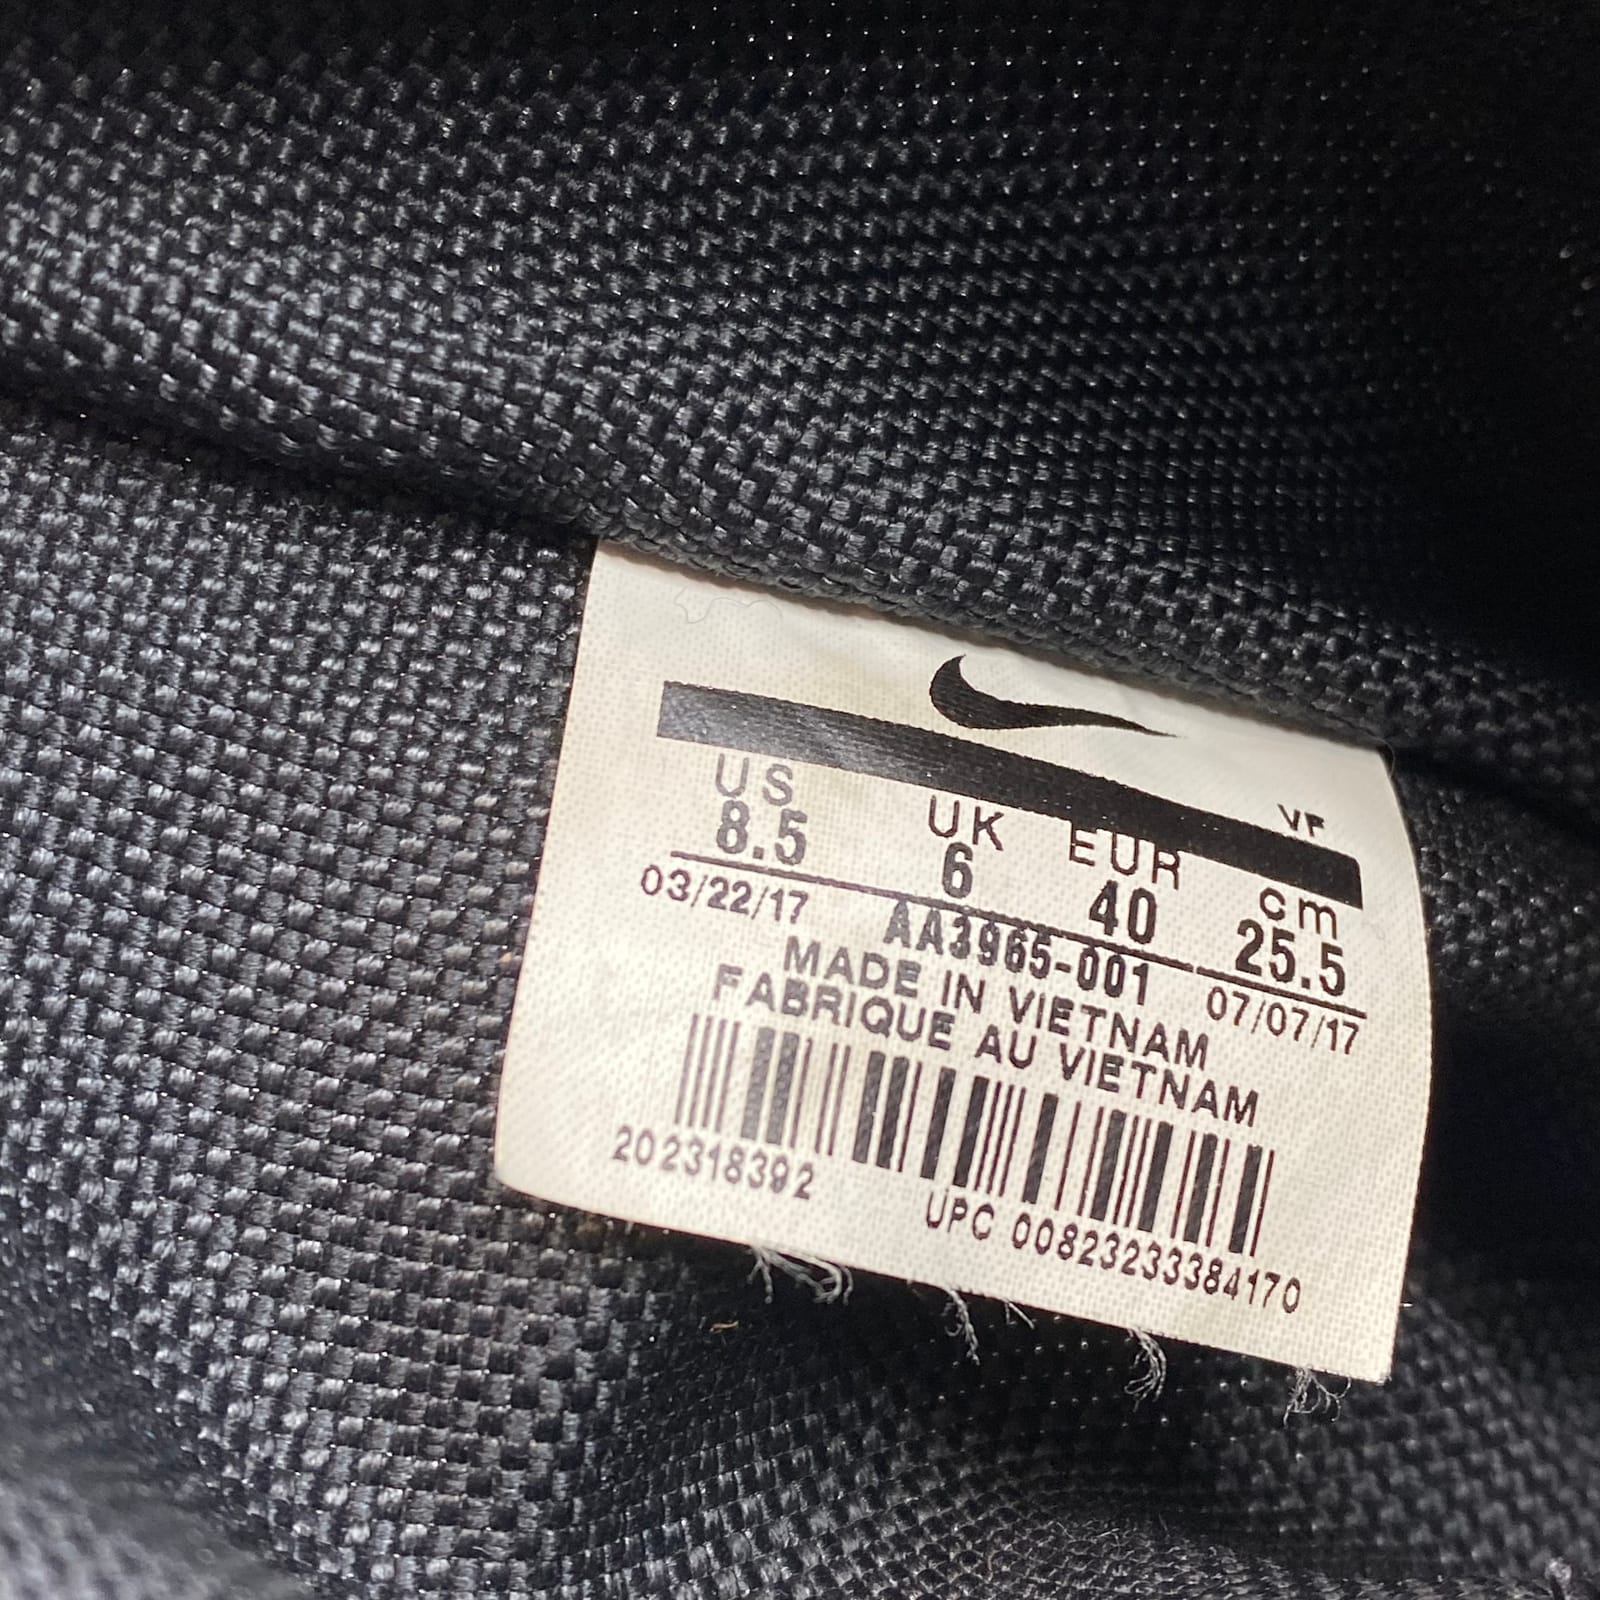 VF
US UK EUR cm
8.5 6 40 25.5
03/22/17 AA3965-001 07/07/17
MADE IN VIETNAM
FABRIQUE AU VIETNAM
202318392 UPC 00823233384170